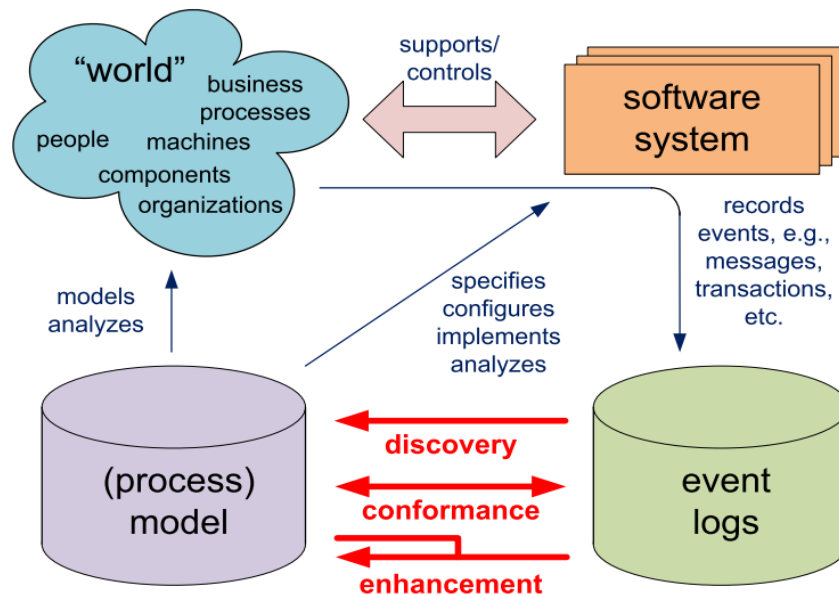 “world”
business
processes
people
machines
components
organizations
supports/
controls
software
system
records
events, e.g.,
messages,
transactions,
etc.
models
analyzes
specifies
configures
implements
analyzes
(process)
model
discovery
conformance
enhancement
event
logs